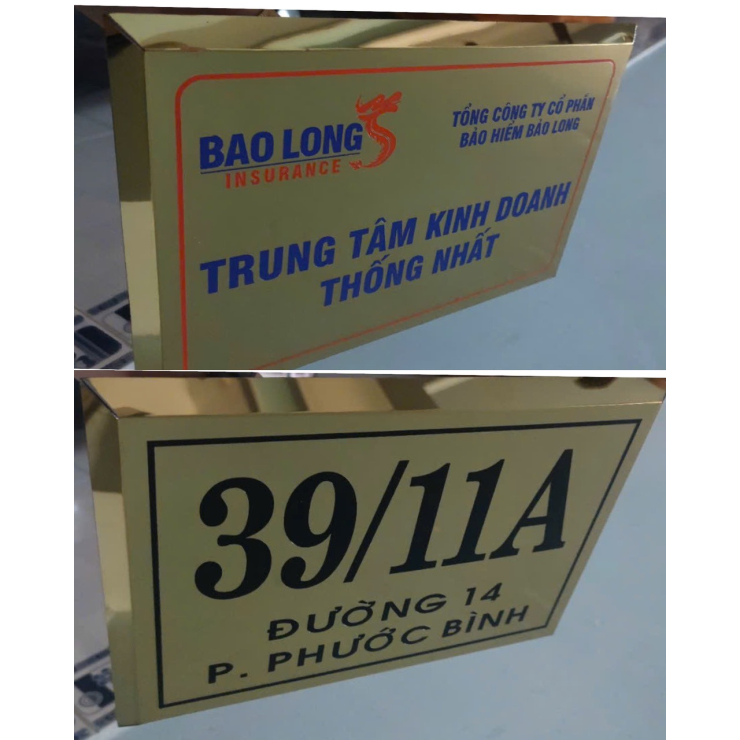 BAO LONG
INSURANCE
TỔNG CÔNG TY CỔ PHẦN
BẢO HIỂM BẢO LONG
TRUNG TÂM KINH DOANH
THỐNG NHẤT
39/11A
ĐƯỜNG 14
P. PHƯỚC BÌNH